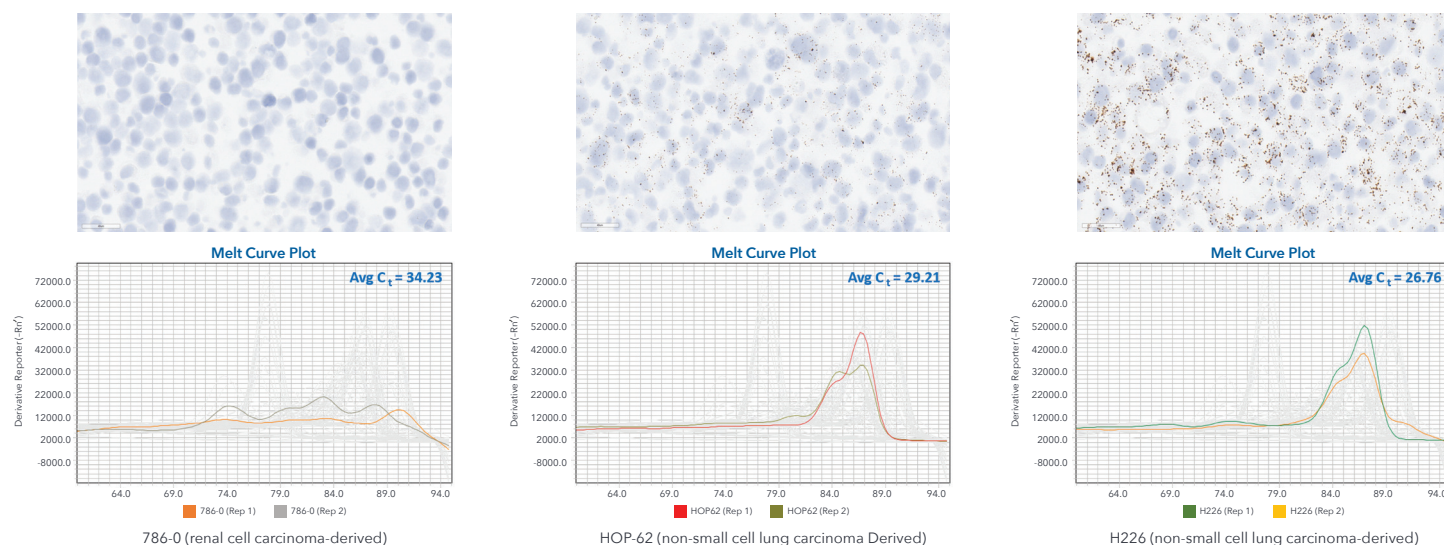 Melt Curve Plot
Avg C t = 34.23
Derivative Reporter (-Rn′)
72000.0
62000.0
52000.0
42000.0
32000.0
22000.0
12000.0
2000.0
-8000.0
64.0 69.0 74.0 79.0 84.0 89.0 94.0
786-0 (Rep 1) 786-0 (Rep 2)
786-0 (renal cell carcinoma-derived)
Melt Curve Plot
Avg C t = 29.21
Derivative Reporter (-Rn′)
72000.0
62000.0
52000.0
42000.0
32000.0
22000.0
12000.0
2000.0
-8000.0
64.0 69.0 74.0 79.0 84.0 89.0 94.0
HOP62 (Rep 1) HOP62 (Rep 2)
HOP-62 (non-small cell lung carcinoma Derived)
Melt Curve Plot
Avg C t = 26.76
Derivative Reporter (-Rn′)
72000.0
62000.0
52000.0
42000.0
32000.0
22000.0
12000.0
2000.0
-8000.0
64.0 69.0 74.0 79.0 84.0 89.0 94.0
H226 (Rep 1) H226 (Rep 2)
H226 (non-small cell lung carcinoma-derived)